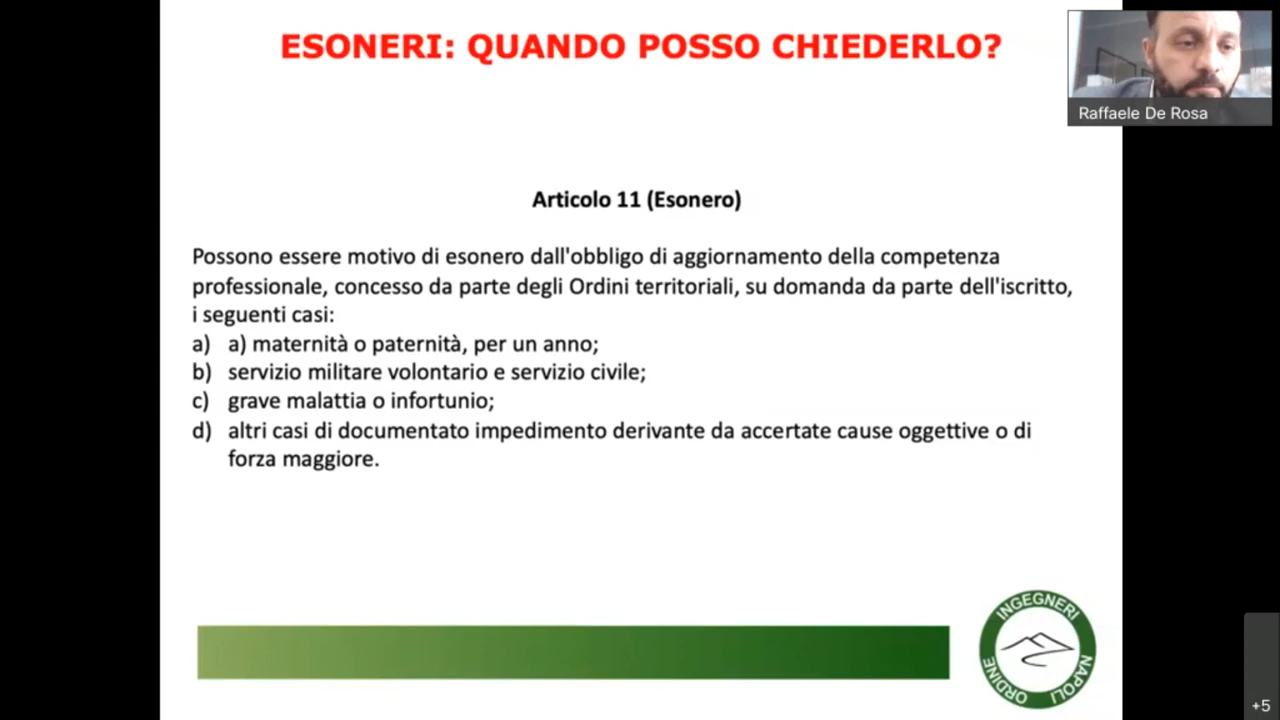 ESONERI: QUANDO POSSO CHIEDERLO?
Raffaele De Rosa
Articolo 11 (Esonero)
Possono essere motivo di esonero dall'obbligo di aggiornamento della competenza
professionale, concesso da parte degli Ordini territoriali, su domanda da parte dell'iscritto,
i seguenti casi:
a) a) maternità o paternità, per un anno;
b) servizio militare volontario e servizio civile;
c) grave malattia o infortunio;
d) altri casi di documentato impedimento derivante da accertate cause oggettive o di
forza maggiore.
ORDINE INGEGNERI NAPOLI
+5